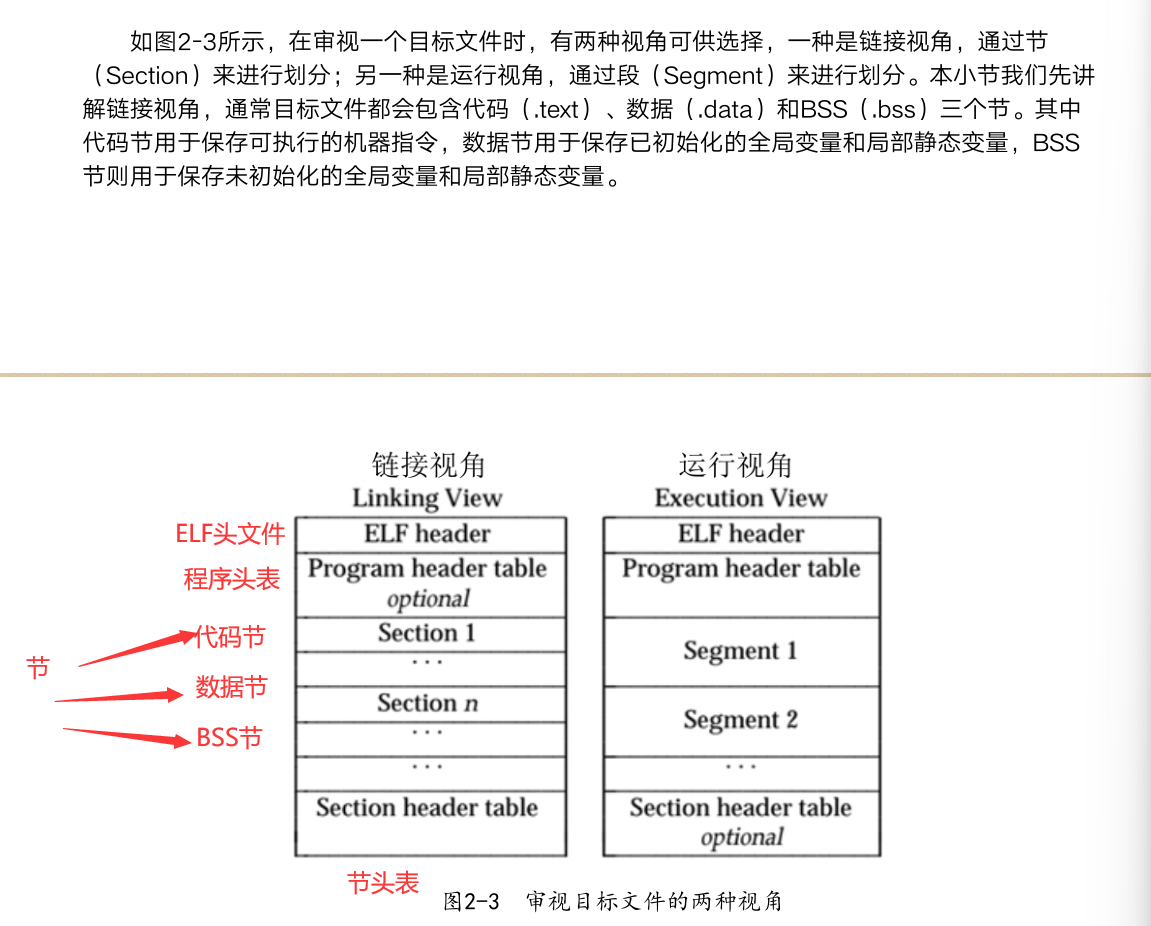 如图2-3所示，在审视一个目标文件时，有两种视角可供选择，一种是链接视角，通过节
（Section）来进行划分；另一种是运行视角，通过段（Segment）来进行划分。本小节我们先讲
解链接视角，通常目标文件都会包含代码（.text）、数据（.data）和BSS（.bss）三个节。其中
代码节用于保存可执行的机器指令，数据节用于保存已初始化的全局变量和局部静态变量，BSS
节则用于保存未初始化的全局变量和局部静态变量。
链接视角
Linking View
ELF头文件
ELF header
程序头表
Program header table
optional
节
代码节
Section 1
· · ·
数据节
Section n
BSS节
· · ·
· · ·
Section header table
节头表
运行视角
Execution View
ELF header
Program header table
Segment 1
Segment 2
· · ·
Section header table
optional
图2-3 审视目标文件的两种视角